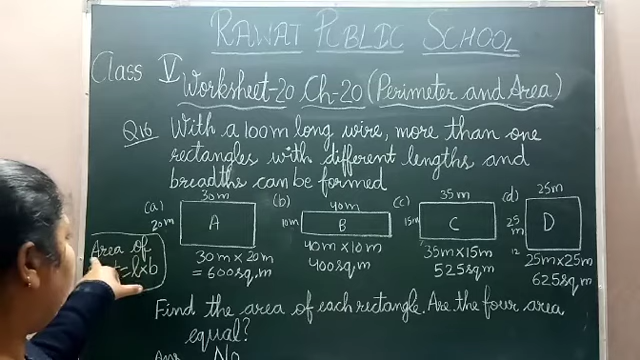 RAWAT PUBLIC SCHOOL
Class V
Worksheet-20 Ch-20 (Perimeter and Area)
Q16 With a 100m long wire, more than one
rectangles with different lengths and
breadths can be formed
(a) 30m (b) 40m (c) 35m (d) 25m
20m A 10m B 15m C 25m D
30m x 20m 40m x 10m 35m x 15m 25m x 25m
= 600sq.m 400sq m 525sq m 625sq m
12
Area of
= l x b
Find the area of each rectangle. Are the four area
equal?
Ans No